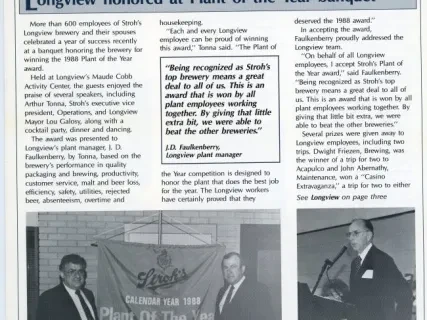 Longview honored at Plant of the Year banquet
More than 600 employees of Stroh's
Longview brewery and their spouses
celebrated a year of success recently
at a banquet honoring the brewery for
winning the 1988 Plant of the Year
award.
Held at Longview's Maude Cobb
Activity Center, the guests enjoyed the
praise of several speakers, including
Arthur Tonna, Stroh's executive vice
president, Operations, and Longview
Mayor Lou Galosy, along with a
cocktail party, dinner and dancing.
The award was presented to
Longview's plant manager, J. D.
Faulkenberry, by Tonna, based on the
brewery's performance in quality
packaging and brewing, productivity,
customer service, malt and beer loss,
efficiency, safety, utilities, rejected
beer, absenteeism, overtime and
housekeeping.
"Each and every Longview
employee can be proud of winning
this award," Tonna said. "The Plant of
"Being recognized as Stroh's
top brewery means a great
deal to all of us. This is an
award that is won by all
plant employees working
together. By giving that little
extra bit, we were able to
beat the other breweries."
J.D. Faulkenberry,
Longview plant manager
the Year competition is designed to
honor the plant that does the best job
for the year. The Longview workers
have certainly proved that they
deserved the 1988 award."
In accepting the award,
Faulkenberry proudly addressed the
Longview team.
"On behalf of all Longview
employees, I accept Plant of
the Year award," said Faulkenberry.
"Being recognized as Stroh's top
brewery means a great deal to all of
us. This is an award that is won by all
plant employees working together. By
giving that little bit extra, we were
able to beat the other breweries."
Several prizes were given away to
Longview employees, including two
trips. Dwight Friezen, Brewing, was
the winner of a trip for two to
Acapulco and John Abernathy,
Maintenance, won a "Casino
Extravaganza," a trip for two to either
See Longview on page three
Stroh's
CALENDAR YEAR 1988
Plant Of The Year